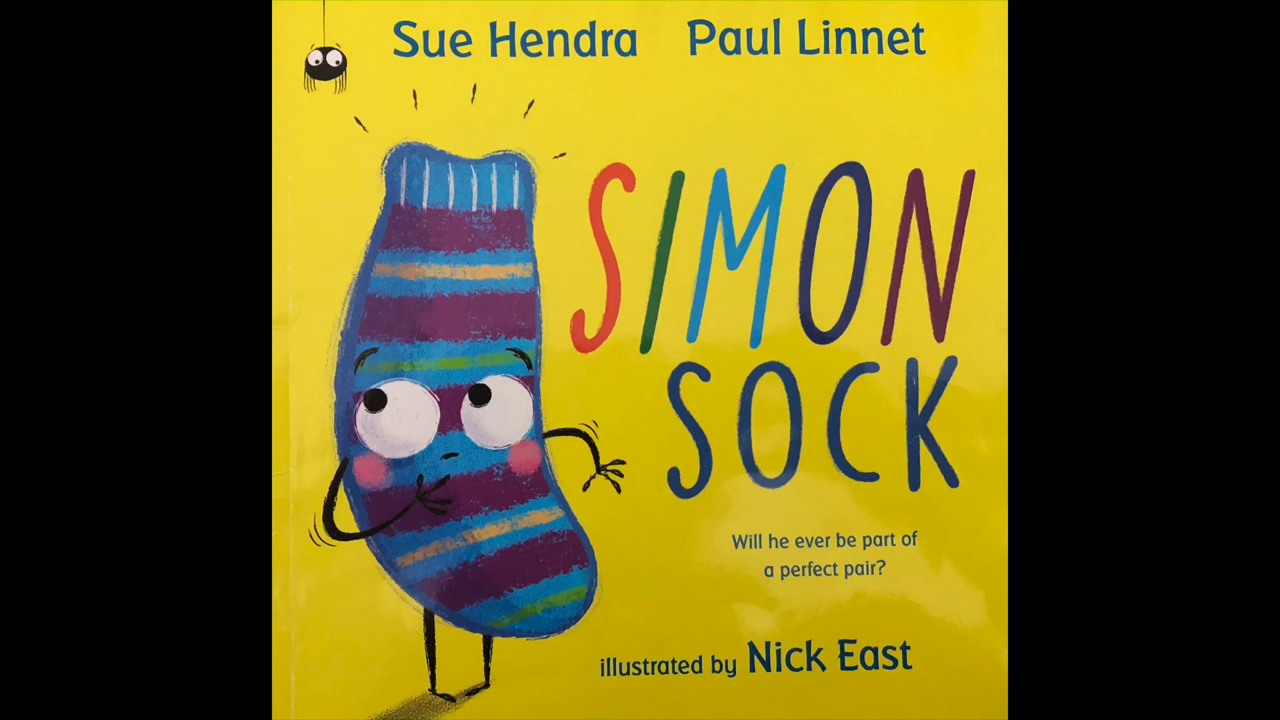 Sue Hendra Paul Linnet
SIMON
SOCK
Will he ever be part of
a perfect pair?
illustrated by Nick East